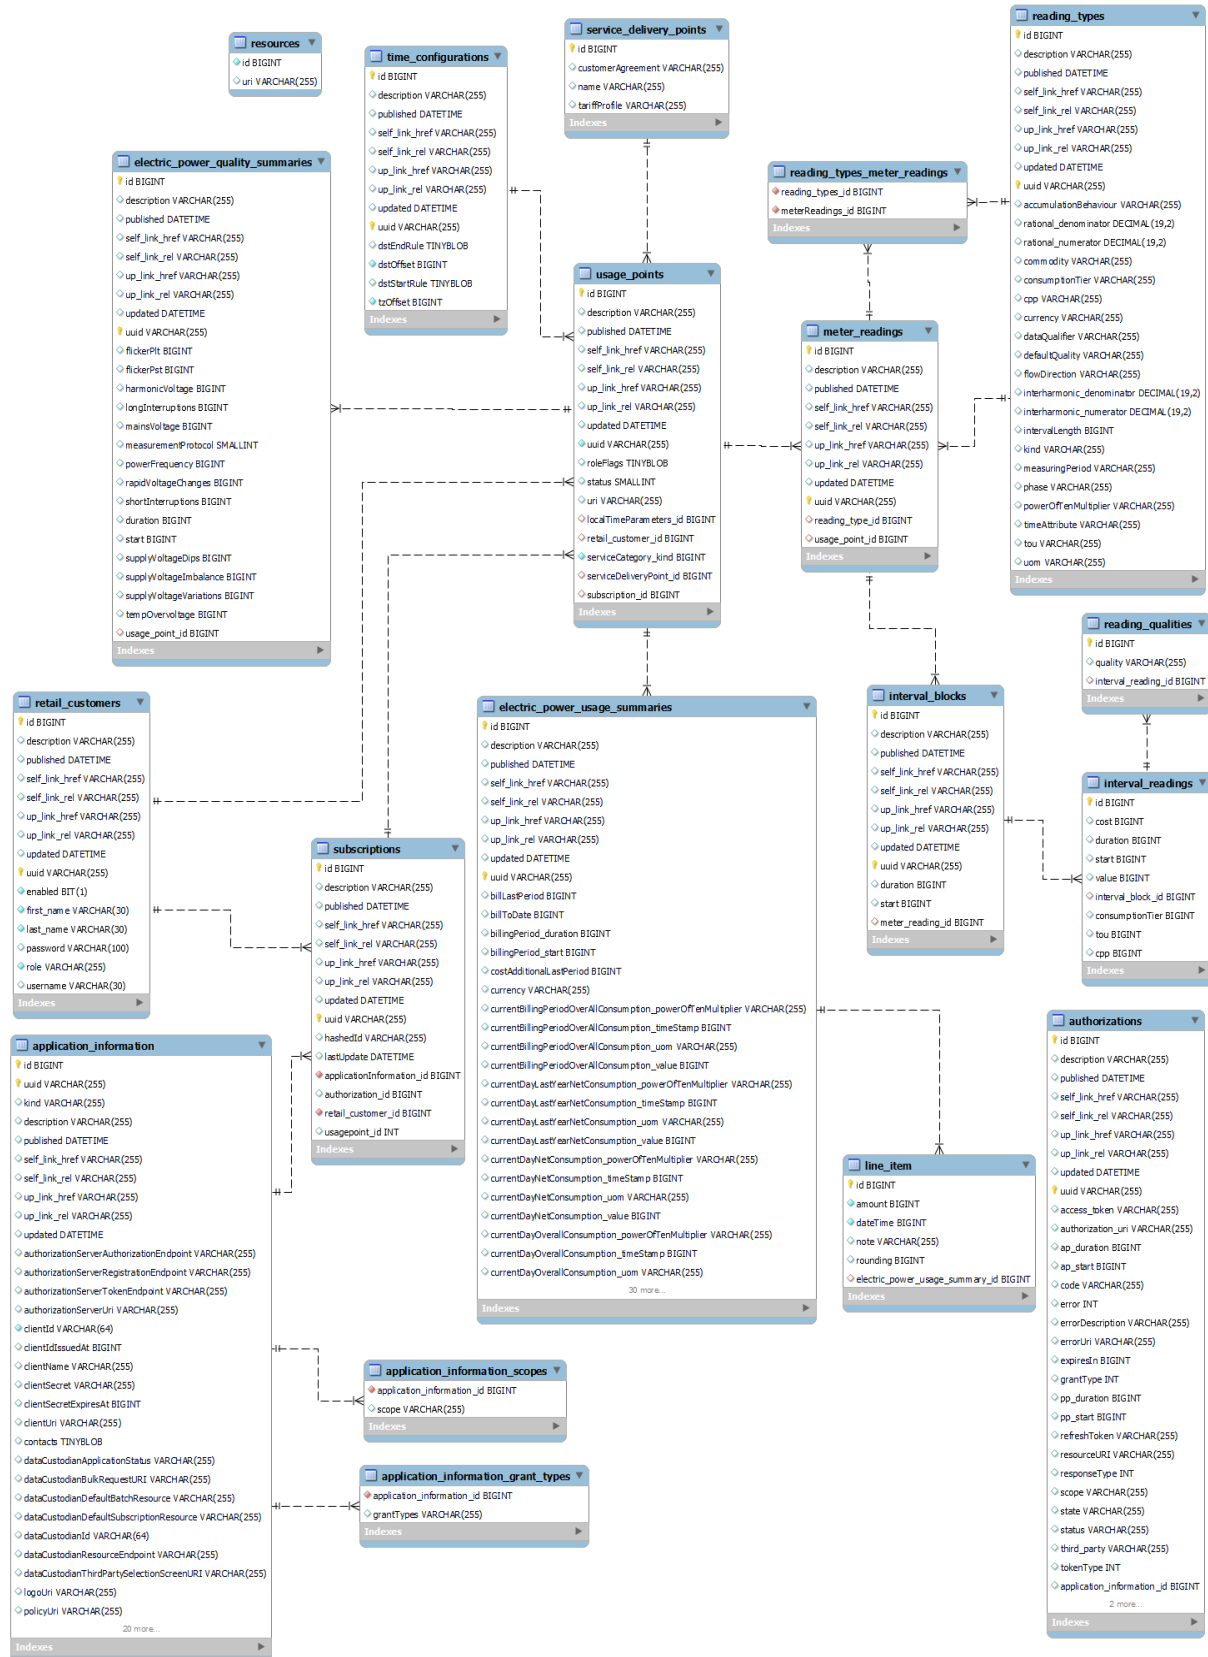 resources
id BIGINT
uri VARCHAR(255)
time_configurations
id BIGINT
description VARCHAR(255)
published DATETIME
self_link_href VARCHAR(255)
self_link_rel VARCHAR(255)
up_link_href VARCHAR(255)
up_link_rel VARCHAR(255)
updated DATETIME
uuid VARCHAR(255)
dstEndRule TINYBLOB
dstOffset BIGINT
dstStartRule TINYBLOB
tzOffset BIGINT
Indexes
service_delivery_points
id BIGINT
customerAgreement VARCHAR(255)
name VARCHAR(255)
tariffProfile VARCHAR(255)
Indexes
reading_types
id BIGINT
description VARCHAR(255)
published DATETIME
self_link_href VARCHAR(255)
self_link_rel VARCHAR(255)
up_link_href VARCHAR(255)
up_link_rel VARCHAR(255)
updated DATETIME
uuid VARCHAR(255)
accumulationBehaviour VARCHAR(255)
rational_denominator DECIMAL(19,2)
rational_numerator DECIMAL(19,2)
commodity VARCHAR(255)
consumptionTier VARCHAR(255)
cpp VARCHAR(255)
currency VARCHAR(255)
dataQualifier VARCHAR(255)
defaultQuality VARCHAR(255)
flowDirection VARCHAR(255)
interharmonic_denominator DECIMAL(19,2)
interharmonic_numerator DECIMAL(19,2)
intervalLength BIGINT
kind VARCHAR(255)
measuringPeriod VARCHAR(255)
phase VARCHAR(255)
powerOfTenMultiplier VARCHAR(255)
timeAttribute VARCHAR(255)
tou VARCHAR(255)
uom VARCHAR(255)
Indexes
electric_power_quality_summaries
id BIGINT
description VARCHAR(255)
published DATETIME
self_link_href VARCHAR(255)
self_link_rel VARCHAR(255)
up_link_href VARCHAR(255)
up_link_rel VARCHAR(255)
updated DATETIME
uuid VARCHAR(255)
flickerPlt BIGINT
flickerPst BIGINT
harmonicVoltage BIGINT
longInterruptions BIGINT
mainsVoltage BIGINT
measurementProtocol SMALLINT
powerFrequency BIGINT
rapidVoltageChanges BIGINT
shortInterruptions BIGINT
duration BIGINT
start BIGINT
supplyVoltageDips BIGINT
supplyVoltageImbalance BIGINT
supplyVoltageVariations BIGINT
tempOvervoltage BIGINT
usage_point_id BIGINT
Indexes
reading_types_meter_readings
reading_types_id BIGINT
meterReadings_id BIGINT
Indexes
usage_points
id BIGINT
description VARCHAR(255)
published DATETIME
self_link_href VARCHAR(255)
self_link_rel VARCHAR(255)
up_link_href VARCHAR(255)
up_link_rel VARCHAR(255)
updated DATETIME
uuid VARCHAR(255)
roleFlags TINYBLOB
status SMALLINT
uri VARCHAR(255)
localTimeParameters_id BIGINT
retail_customer_id BIGINT
serviceCategory_kind BIGINT
serviceDeliveryPoint_id BIGINT
subscription_id BIGINT
Indexes
meter_readings
id BIGINT
description VARCHAR(255)
published DATETIME
self_link_href VARCHAR(255)
self_link_rel VARCHAR(255)
up_link_href VARCHAR(255)
up_link_rel VARCHAR(255)
updated DATETIME
uuid VARCHAR(255)
reading_type_id BIGINT
usage_point_id BIGINT
Indexes
reading_qualities
id BIGINT
quality VARCHAR(255)
interval_reading_id BIGINT
Indexes
retail_customers
id BIGINT
description VARCHAR(255)
published DATETIME
self_link_href VARCHAR(255)
self_link_rel VARCHAR(255)
up_link_href VARCHAR(255)
up_link_rel VARCHAR(255)
updated DATETIME
uuid VARCHAR(255)
enabled BIT(1)
first_name VARCHAR(30)
last_name VARCHAR(30)
password VARCHAR(100)
role VARCHAR(255)
username VARCHAR(30)
Indexes
electric_power_usage_summaries
id BIGINT
description VARCHAR(255)
published DATETIME
self_link_href VARCHAR(255)
self_link_rel VARCHAR(255)
up_link_href VARCHAR(255)
up_link_rel VARCHAR(255)
updated DATETIME
uuid VARCHAR(255)
billLastPeriod BIGINT
billToDate BIGINT
billingPeriod_duration BIGINT
billingPeriod_start BIGINT
costAdditionalLastPeriod BIGINT
currency VARCHAR(255)
currentBillingPeriodOverAllConsumption_powerOfTenMultiplier VARCHAR(255)
currentBillingPeriodOverAllConsumption_timeStamp BIGINT
currentBillingPeriodOverAllConsumption_uom VARCHAR(255)
currentBillingPeriodOverAllConsumption_value BIGINT
currentDayLastYearNetConsumption_powerOfTenMultiplier VARCHAR(255)
currentDayLastYearNetConsumption_timeStamp BIGINT
currentDayLastYearNetConsumption_uom VARCHAR(255)
currentDayLastYearNetConsumption_value BIGINT
currentDayNetConsumption_powerOfTenMultiplier VARCHAR(255)
currentDayNetConsumption_timeStamp BIGINT
currentDayNetConsumption_uom VARCHAR(255)
currentDayNetConsumption_value BIGINT
currentDayOverallConsumption_powerOfTenMultiplier VARCHAR(255)
currentDayOverallConsumption_timeStamp BIGINT
currentDayOverallConsumption_uom VARCHAR(255)
30 more...
Indexes
interval_blocks
id BIGINT
description VARCHAR(255)
published DATETIME
self_link_href VARCHAR(255)
self_link_rel VARCHAR(255)
up_link_href VARCHAR(255)
up_link_rel VARCHAR(255)
updated DATETIME
uuid VARCHAR(255)
duration BIGINT
start BIGINT
meter_reading_id BIGINT
Indexes
interval_readings
id BIGINT
cost BIGINT
duration BIGINT
start BIGINT
value BIGINT
interval_block_id BIGINT
consumptionTier BIGINT
tou BIGINT
cpp BIGINT
Indexes
subscriptions
id BIGINT
description VARCHAR(255)
published DATETIME
self_link_href VARCHAR(255)
self_link_rel VARCHAR(255)
up_link_href VARCHAR(255)
up_link_rel VARCHAR(255)
updated DATETIME
uuid VARCHAR(255)
hashedId VARCHAR(255)
lastUpdate DATETIME
applicationInformation_id BIGINT
authorization_id BIGINT
retail_customer_id BIGINT
usagepoint_id INT
Indexes
application_information
id BIGINT
uuid VARCHAR(255)
kind VARCHAR(255)
description VARCHAR(255)
published DATETIME
self_link_href VARCHAR(255)
self_link_rel VARCHAR(255)
up_link_href VARCHAR(255)
up_link_rel VARCHAR(255)
updated DATETIME
authorizationServerAuthorizationEndpoint VARCHAR(255)
authorizationServerRegistrationEndpoint VARCHAR(255)
authorizationServerTokenEndpoint VARCHAR(255)
authorizationServerUri VARCHAR(255)
clientId VARCHAR(64)
clientIdIssuedAt BIGINT
clientName VARCHAR(255)
clientSecret VARCHAR(255)
clientSecretExpiresAt BIGINT
clientUri VARCHAR(255)
contacts TINYBLOB
dataCustodianApplicationStatus VARCHAR(255)
dataCustodianBulkRequestURI VARCHAR(255)
dataCustodianDefaultBatchResource VARCHAR(255)
dataCustodianDefaultSubscriptionResource VARCHAR(255)
dataCustodianId VARCHAR(64)
dataCustodianResourceEndpoint VARCHAR(255)
dataCustodianThirdPartySelectionScreenURI VARCHAR(255)
logoUri VARCHAR(255)
policyUri VARCHAR(255)
20 more...
Indexes
authorizations
id BIGINT
description VARCHAR(255)
published DATETIME
self_link_href VARCHAR(255)
self_link_rel VARCHAR(255)
up_link_href VARCHAR(255)
up_link_rel VARCHAR(255)
updated DATETIME
uuid VARCHAR(255)
access_token VARCHAR(255)
authorization_uri VARCHAR(255)
ap_duration BIGINT
ap_start BIGINT
code VARCHAR(255)
error INT
errorDescription VARCHAR(255)
errorUri VARCHAR(255)
expiresIn BIGINT
grantType INT
pp_duration BIGINT
pp_start BIGINT
refreshToken VARCHAR(255)
resourceURI VARCHAR(255)
responseType INT
scope VARCHAR(255)
state VARCHAR(255)
status VARCHAR(255)
third_party VARCHAR(255)
tokenType INT
application_information_id BIGINT
2 more...
Indexes
line_item
id BIGINT
amount BIGINT
dateTime BIGINT
note VARCHAR(255)
rounding BIGINT
electric_power_usage_summary_id BIGINT
Indexes
application_information_scopes
application_information_id BIGINT
scope VARCHAR(255)
Indexes
application_information_grant_types
application_information_id BIGINT
grantTypes VARCHAR(255)
Indexes